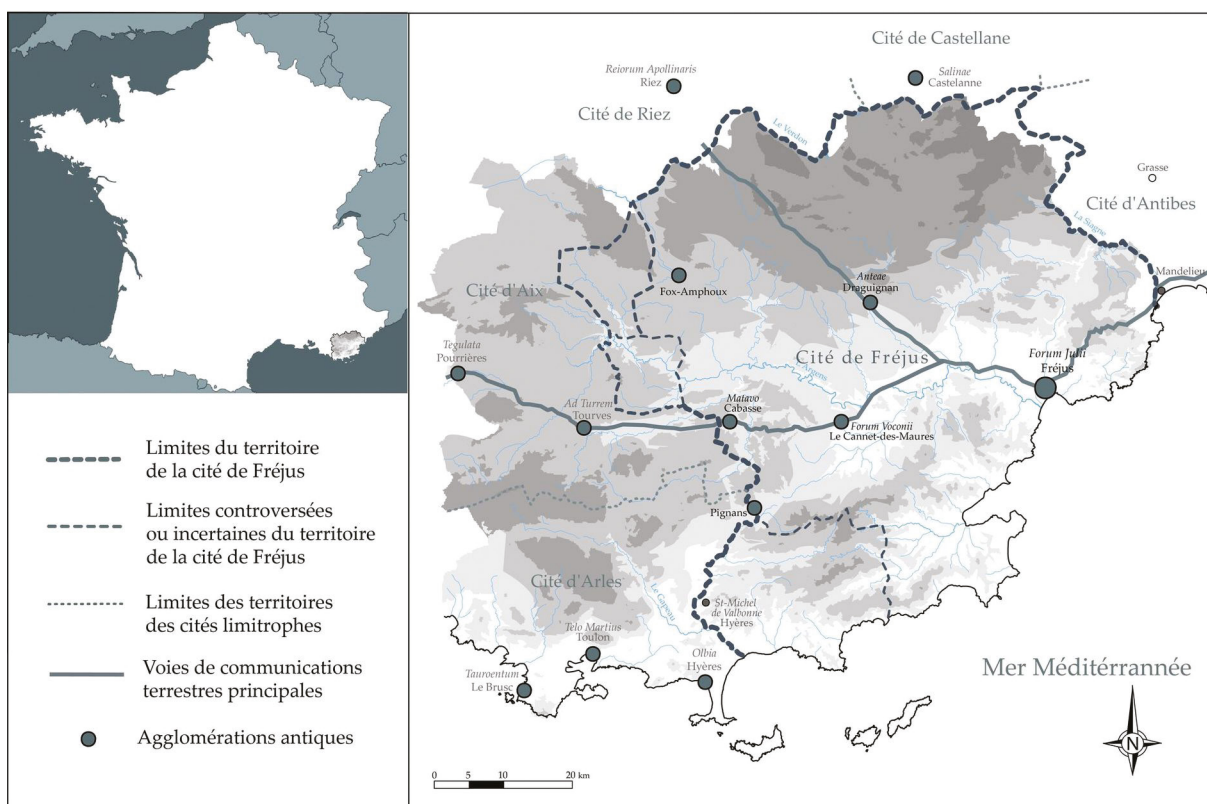 Limites du territoire
de la cité de Fréjus
Limites controversées
ou incertaines du territoire
de la cité de Fréjus
Limites des territoires
des cités limitrophes
Voies de communications
terrestres principales
Agglomérations antiques
Cité de Castellane
Reiorum Apollinaris
Riez
Salinae
Castelanne
Cité de Riez
Le Verdon
Grasse
Cité d'Antibes
La Siagne
Mandelieu
Anteae
Draguignan
Fox-Amphoux
Cité d'Aix
Tegulata
Pourrières
Cité de Fréjus
Forum Julii
Fréjus
Argens
Ad Turrem
Tourves
Matavo
Cabasse
Forum Voconii
Le Cannet-des-Maures
Pignans
Cité d'Arles
Le Gapeau
St-Michel
de Valbonne
Hyères
Telo Martius
Toulon
Olbia
Hyères
Tauroentum
Le Brusc
Mer Méditérrannée
N
0 5 10 20 km